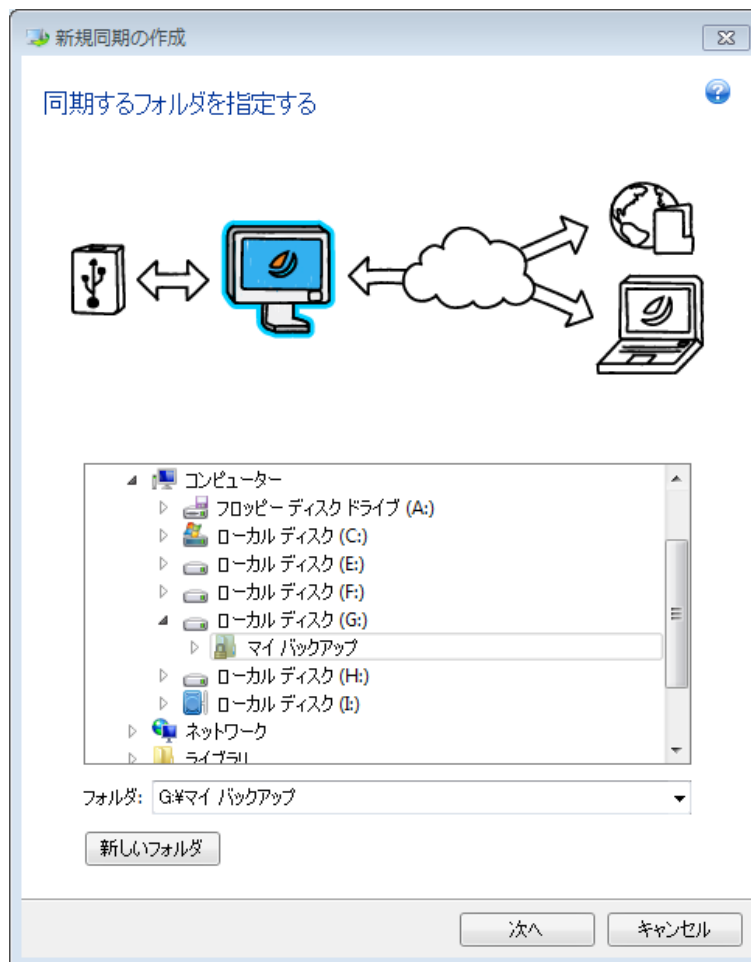 新規同期の作成
同期するフォルダを指定する
コンピューター
フロッピー ディスク ドライブ (A:)
ローカル ディスク (C:)
ローカル ディスク (E:)
ローカル ディスク (F:)
ローカル ディスク (G:)
マイ バックアップ
ローカル ディスク (H:)
ローカル ディスク (I:)
ネットワーク
ライブラリ
フォルダ: G:¥マイ バックアップ
新しいフォルダ
次へ キャンセル